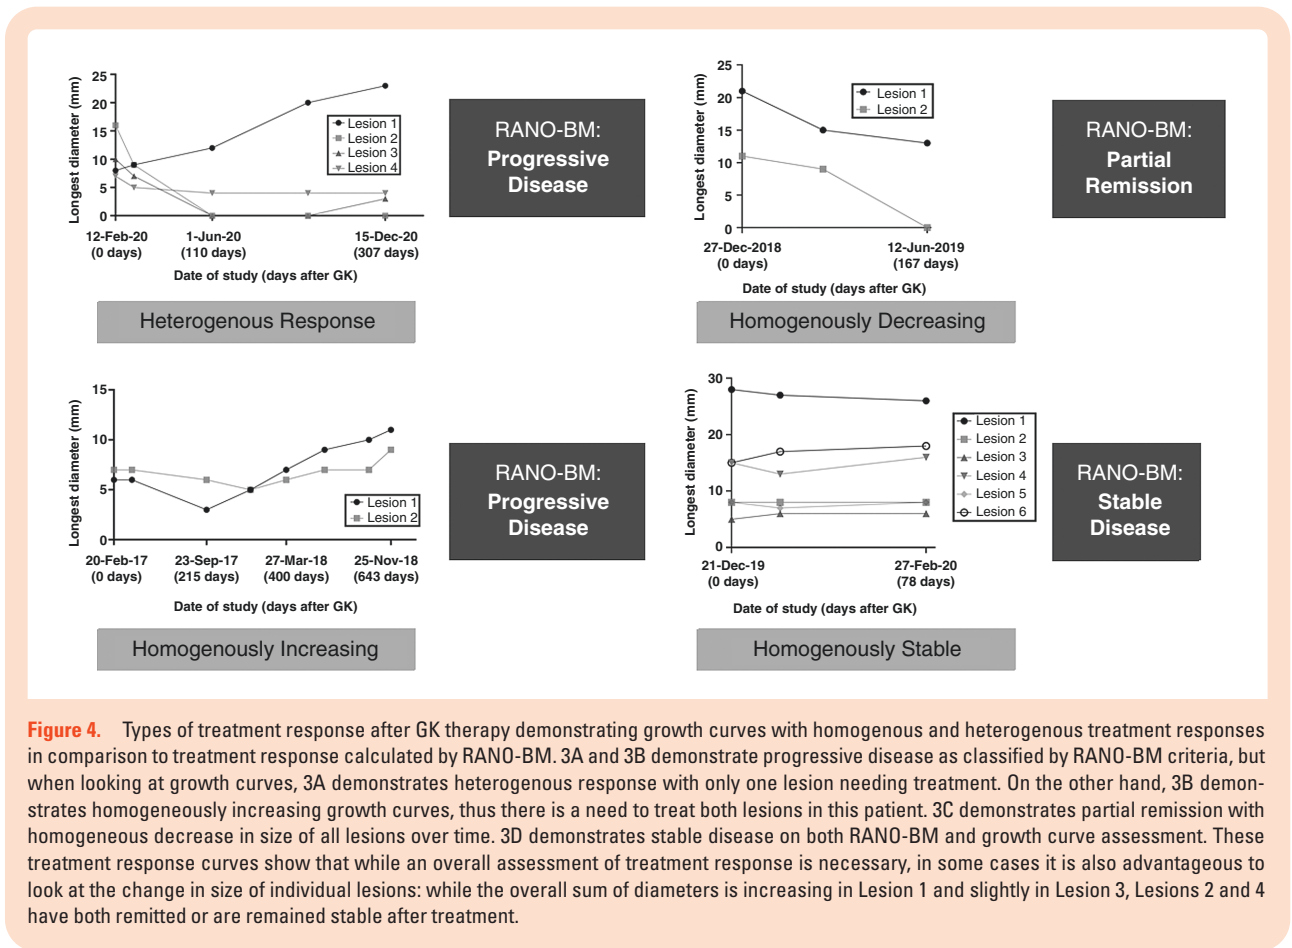 Longest diameter (mm)
25
20
15
10
5
0
Lesion 1
Lesion 2
Lesion 3
Lesion 4
12-Feb-20
(0 days)
1-Jun-20
(110 days)
15-Dec-20
(307 days)
Date of study (days after GK)
Heterogenous Response
RANO-BM:
Progressive
Disease
Longest diameter (mm)
25
20
15
10
5
0
Lesion 1
Lesion 2
27-Dec-2018
(0 days)
12-Jun-2019
(167 days)
Date of study (days after GK)
Homogenously Decreasing
RANO-BM:
Partial
Remission
Longest diameter (mm)
15
10
5
0
Lesion 1
Lesion 2
20-Feb-17
(0 days)
23-Sep-17
(215 days)
27-Mar-18
(400 days)
25-Nov-18
(643 days)
Date of study (days after GK)
Homogenously Increasing
RANO-BM:
Progressive
Disease
Longest diameter (mm)
30
20
10
0
Lesion 1
Lesion 2
Lesion 3
Lesion 4
Lesion 5
Lesion 6
21-Dec-19
(0 days)
27-Feb-20
(78 days)
Date of study (days after GK)
Homogenously Stable
RANO-BM:
Stable
Disease
Figure 4. Types of treatment response after GK therapy demonstrating growth curves with homogenous and heterogenous treatment responses
in comparison to treatment response calculated by RANO-BM. 3A and 3B demonstrate progressive disease as classified by RANO-BM criteria, but
when looking at growth curves, 3A demonstrates heterogenous response with only one lesion needing treatment. On the other hand, 3B demon-
strates homogeneously increasing growth curves, thus there is a need to treat both lesions in this patient. 3C demonstrates partial remission with
homogeneous decrease in size of all lesions over time. 3D demonstrates stable disease on both RANO-BM and growth curve assessment. These
treatment response curves show that while an overall assessment of treatment response is necessary, in some cases it is also advantageous to
look at the change in size of individual lesions: while the overall sum of diameters is increasing in Lesion 1 and slightly in Lesion 3, Lesions 2 and 4
have both remitted or are remained stable after treatment.